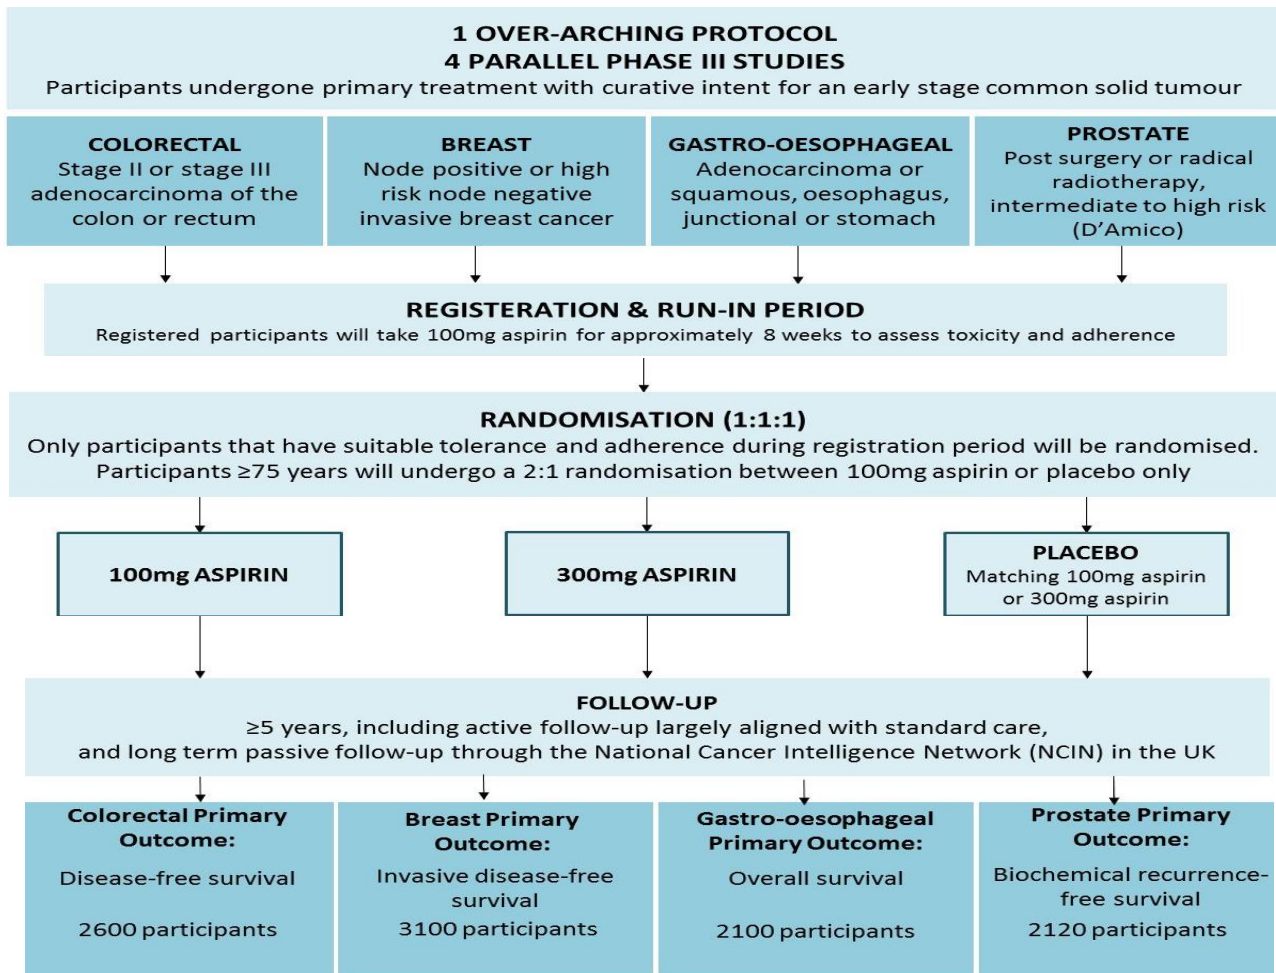 1 OVER-ARCHING PROTOCOL
4 PARALLEL PHASE III STUDIES
Participants undergone primary treatment with curative intent for an early stage common solid tumour
COLORECTAL
Stage II or stage III
adenocarcinoma of the
colon or rectum
BREAST
Node positive or high
risk node negative
invasive breast cancer
GASTRO-OESOPHAGEAL
Adenocarcinoma or
squamous, oesophagus,
junctional or stomach
PROSTATE
Post surgery or radical
radiotherapy,
intermediate to high risk
(D’Amico)
REGISTERATION & RUN-IN PERIOD
Registered participants will take 100mg aspirin for approximately 8 weeks to assess toxicity and adherence
RANDOMISATION (1:1:1)
Only participants that have suitable tolerance and adherence during registration period will be randomised.
Participants ≥75 years will undergo a 2:1 randomisation between 100mg aspirin or placebo only
100mg ASPIRIN
300mg ASPIRIN
PLACEBO
Matching 100mg aspirin
or 300mg aspirin
FOLLOW-UP
≥5 years, including active follow-up largely aligned with standard care,
and long term passive follow-up through the National Cancer Intelligence Network (NCIN) in the UK
Colorectal Primary
Outcome:
Disease-free survival
2600 participants
Breast Primary
Outcome:
Invasive disease-free
survival
3100 participants
Gastro-oesophageal
Primary Outcome:
Overall survival
2100 participants
Prostate Primary
Outcome:
Biochemical recurrence-
free survival
2120 participants